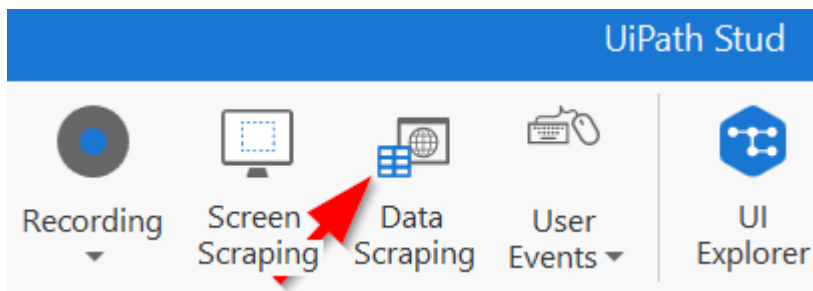 UiPath Stud
Recording
Screen
Scraping
Data
Scraping
User
Events
UI
Explorer